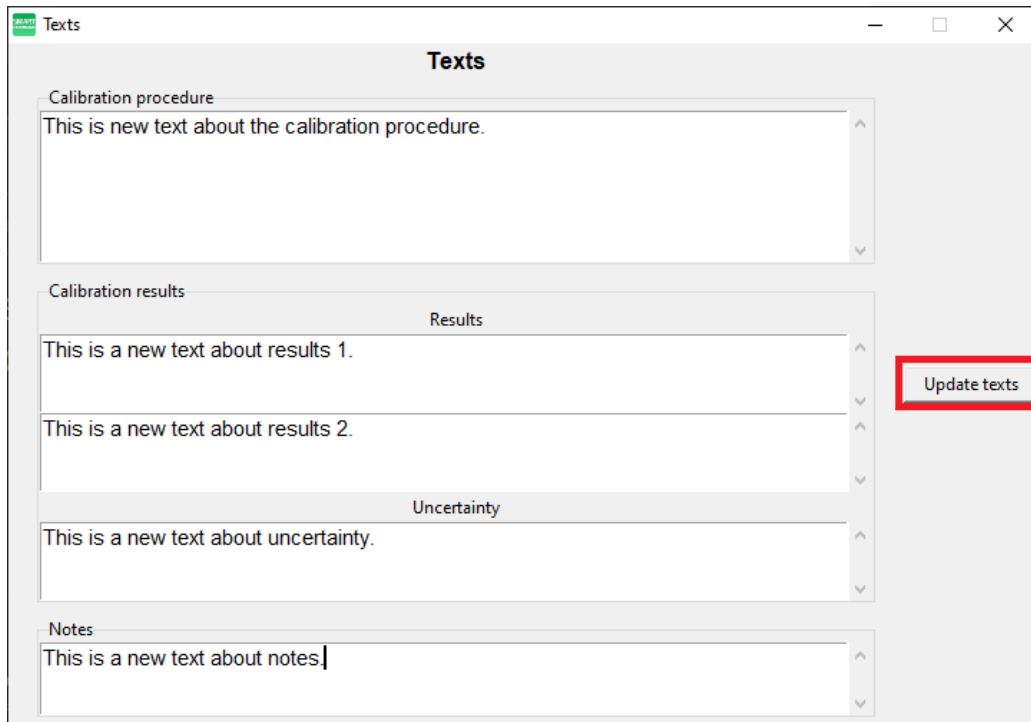 Texts
Texts
Calibration procedure
This is new text about the calibration procedure.
Calibration results
Results
This is a new text about results 1.
Update texts
This is a new text about results 2.
Uncertainty
This is a new text about uncertainty.
Notes
This is a new text about notes.